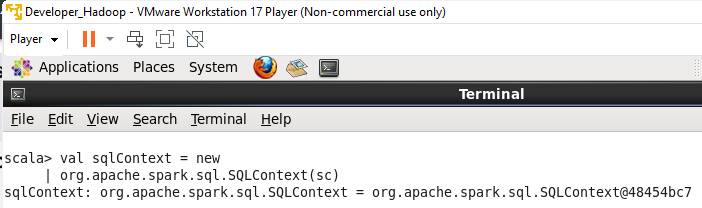 Developer_Hadoop - VMware Workstation 17 Player (Non-commercial use only)
Player
Applications Places System
Terminal
File Edit View Search Terminal Help
scala> val sqlContext = new
| org.apache.spark.sql.SQLContext(sc)
sqlContext: org.apache.spark.sql.SQLContext = org.apache.spark.sql.SQLContext@48454bc7